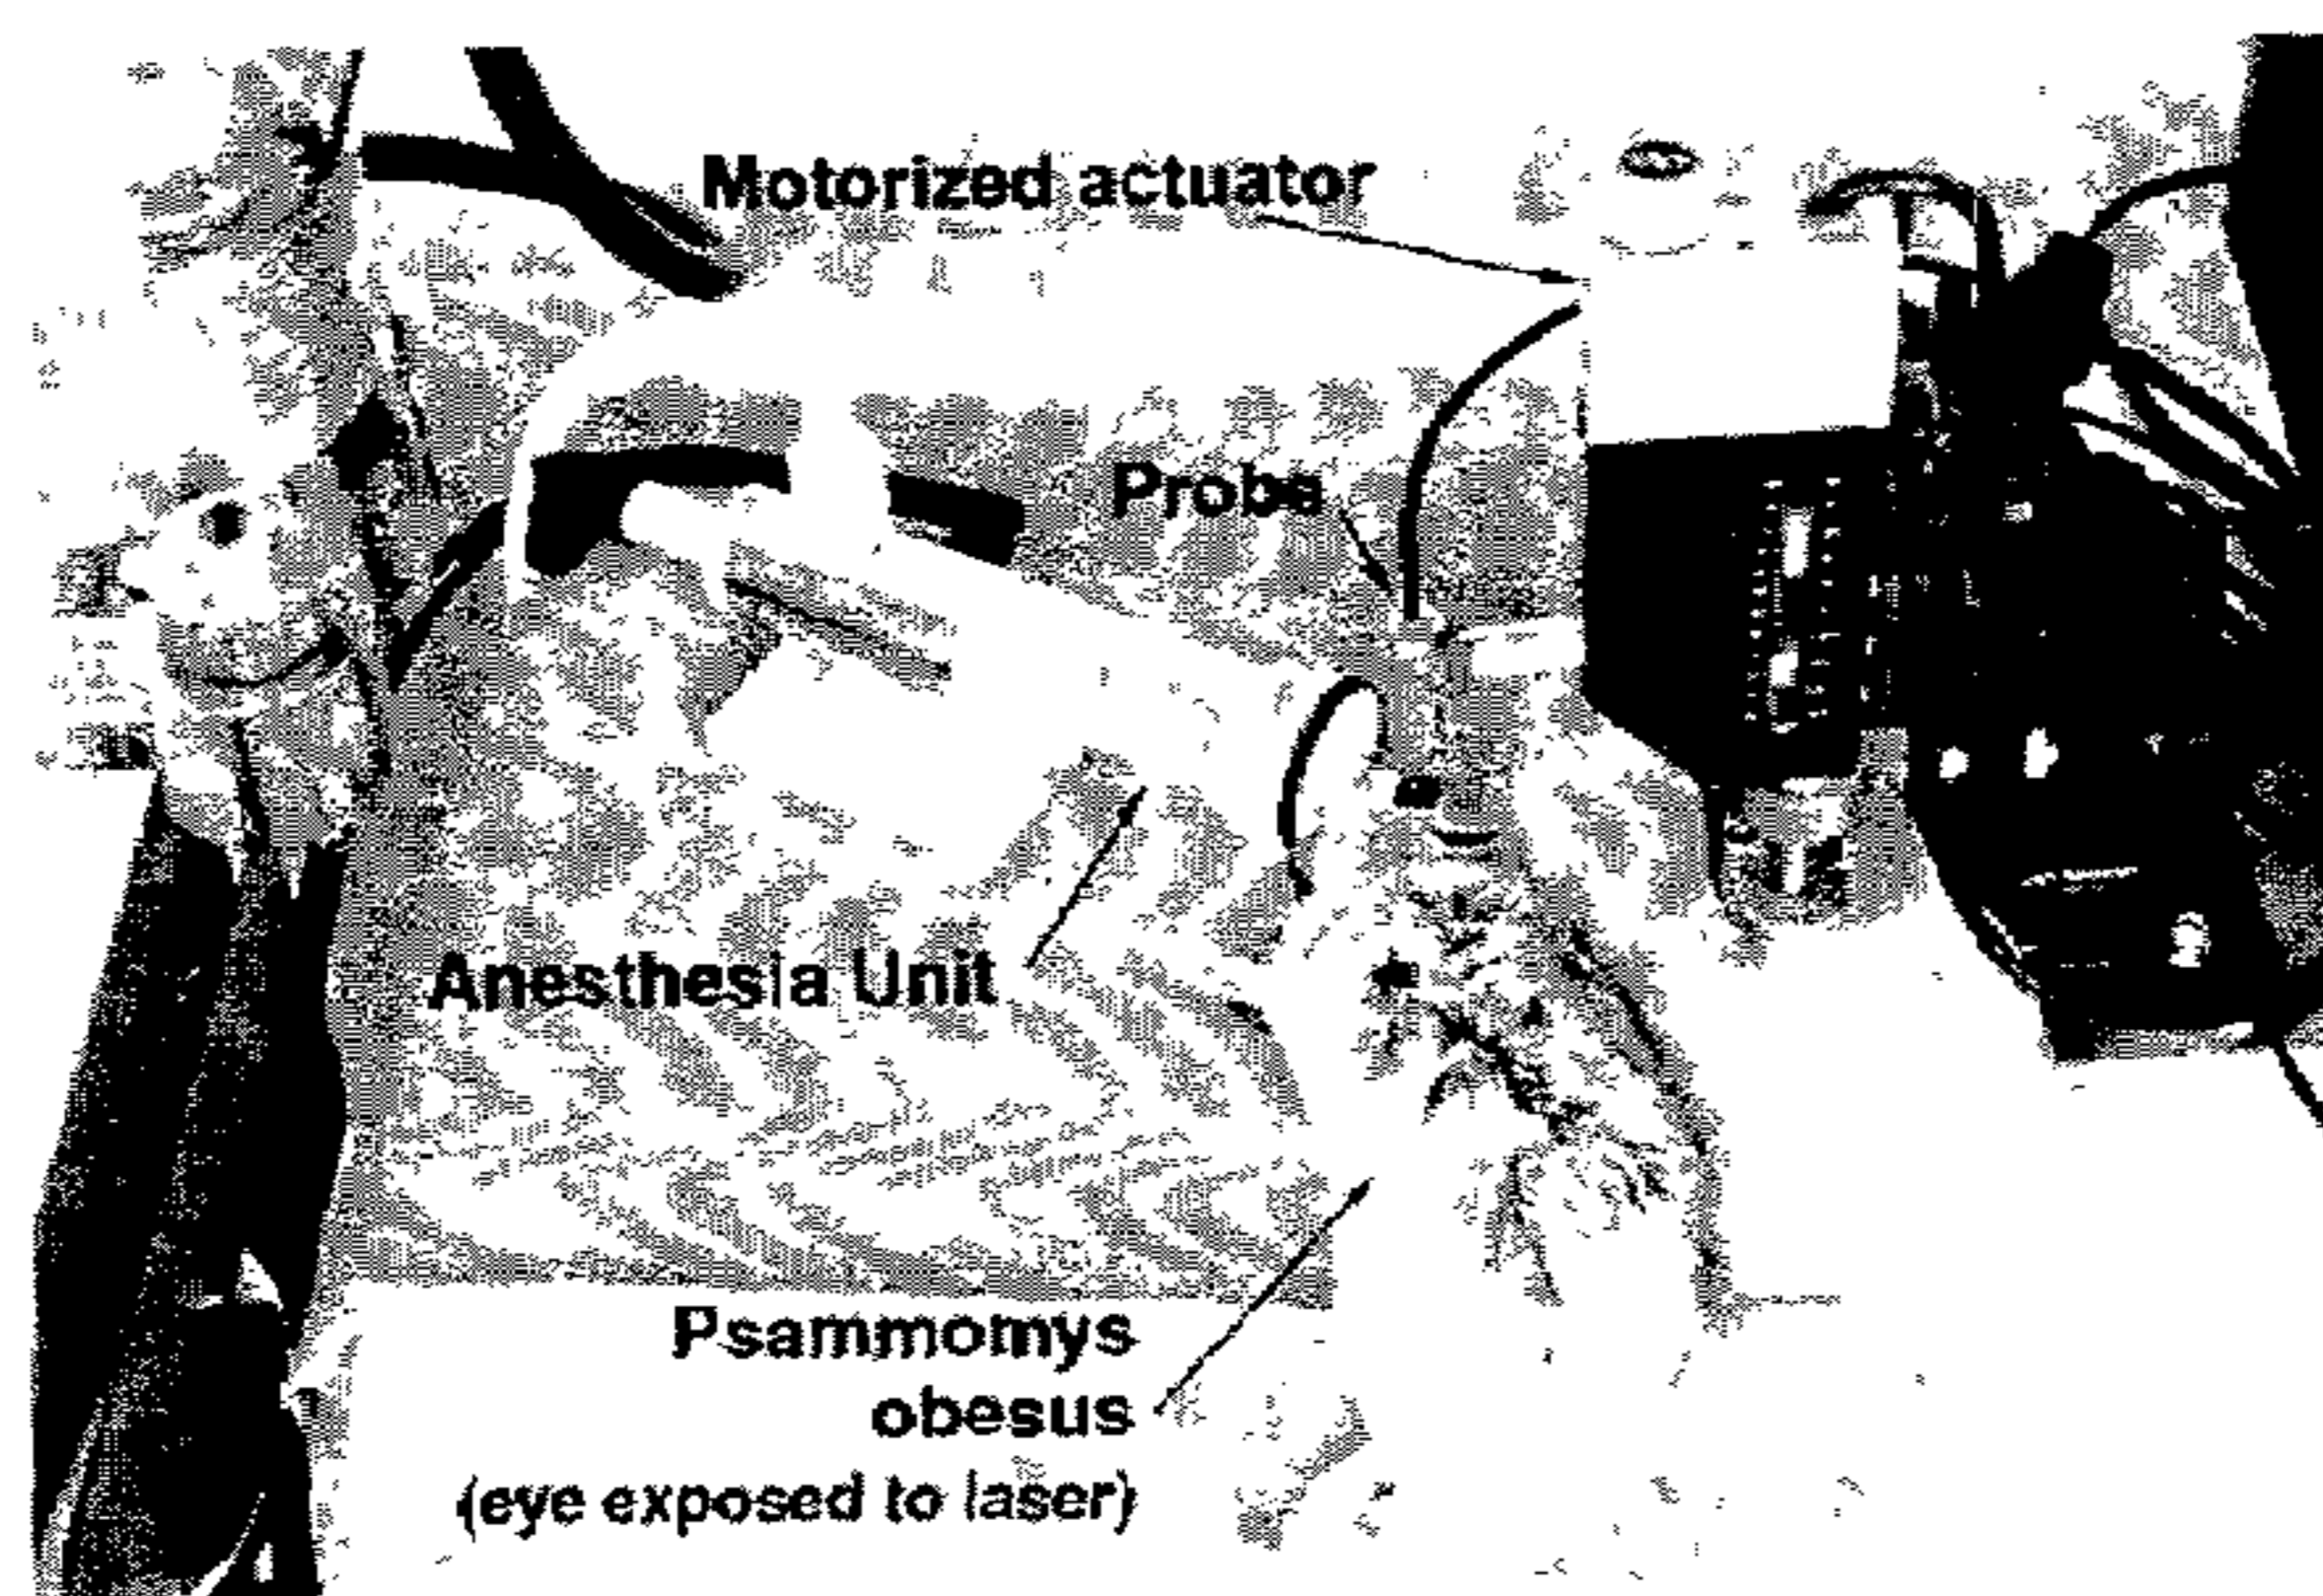 Motorized actuator
Probe
Anesthesia Unit
Psammomys
obesus
(eye exposed to laser)